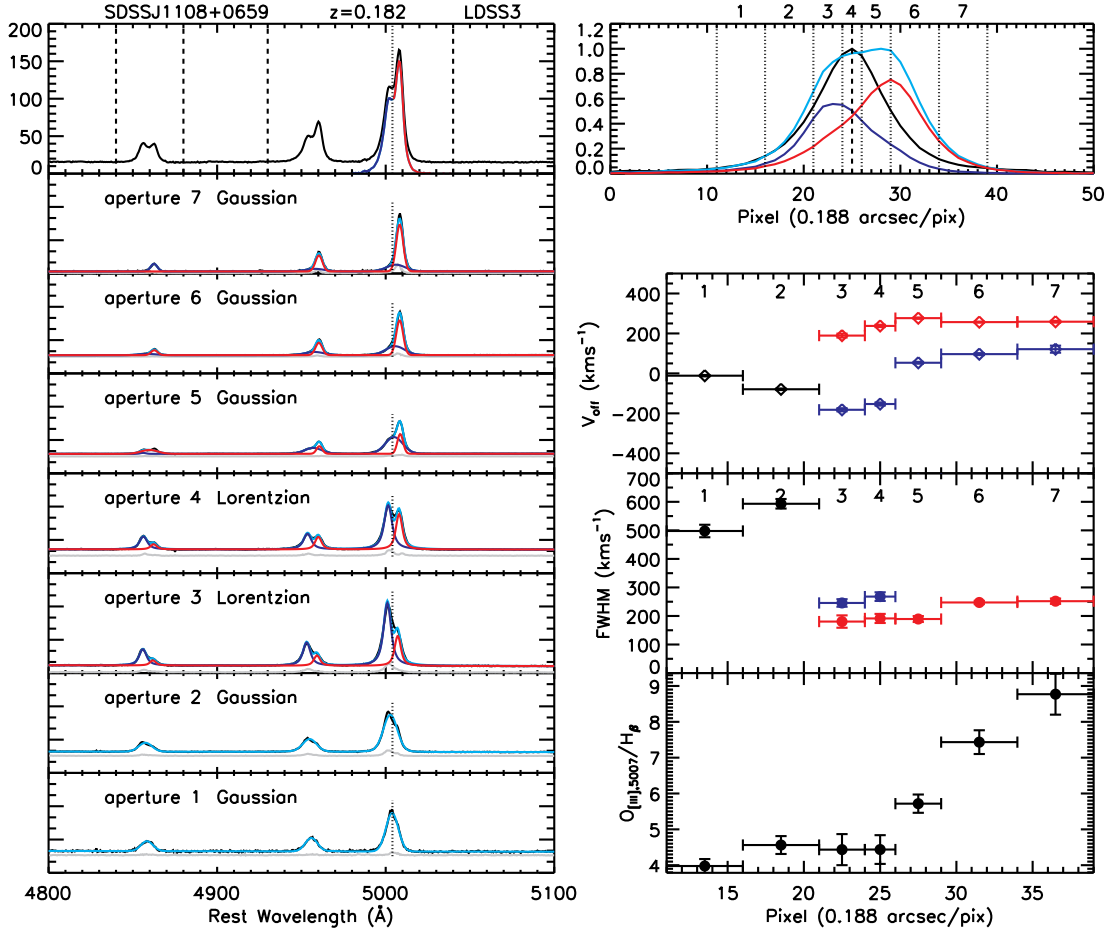 SDSSJ1108+0659 z=0.182 LDSS3
200
150
100
50
0
aperture 7 Gaussian
aperture 6 Gaussian
aperture 5 Gaussian
aperture 4 Lorentzian
aperture 3 Lorentzian
aperture 2 Gaussian
aperture 1 Gaussian
4800 4900 5000 5100
Rest Wavelength (Å)
1 2 3 4 5 6 7
1.2
1.0
0.8
0.6
0.4
0.2
0.0
0 10 20 30 40 50
Pixel (0.188 arcsec/pix)
1 2 3 4 5 6 7
400
200
0
−200
−400
V_off (kms⁻¹)
1 2 3 4 5 6 7
700
600
500
400
300
200
100
0
FWHM (kms⁻¹)
9
8
7
6
5
4
O_[III],5007/H_β
15 20 25 30 35
Pixel (0.188 arcsec/pix)